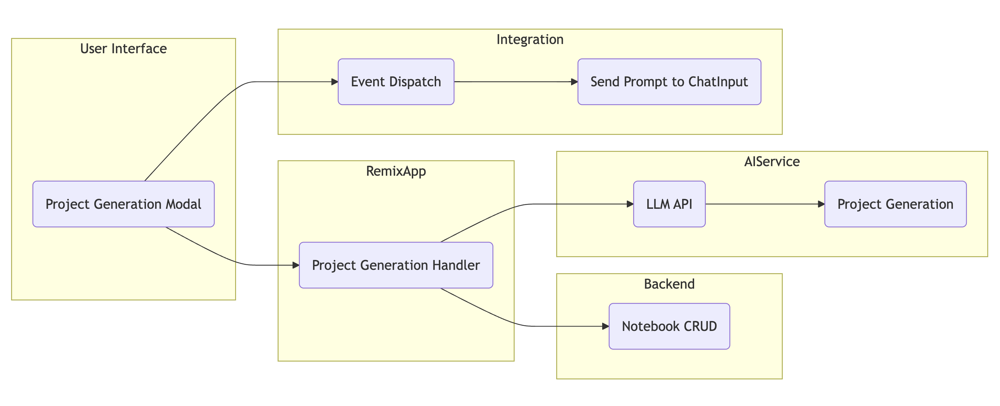 User Interface
Project Generation Modal
Integration
Event Dispatch
Send Prompt to ChatInput
RemixApp
Project Generation Handler
AIService
LLM API
Project Generation
Backend
Notebook CRUD